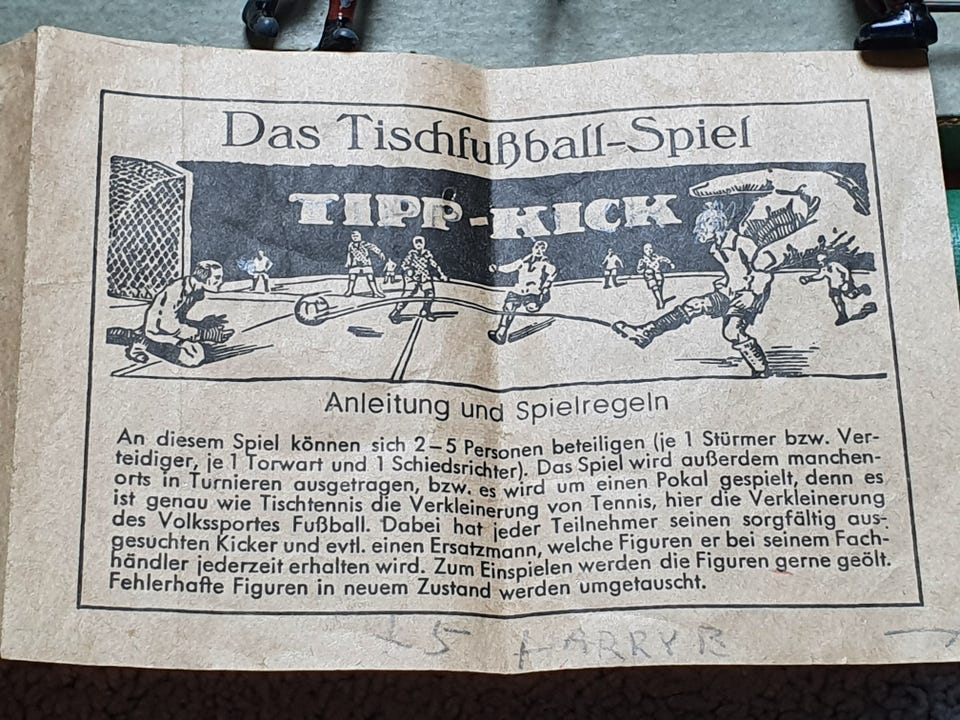 Das Tischfußball-Spiel
TIPP-KICK
Anleitung und Spielregeln
An diesem Spiel können sich 2–5 Personen beteiligen (je 1 Stürmer bzw. Ver-
teidiger, je 1 Torwart und 1 Schiedsrichter). Das Spiel wird außerdem manchen-
orts in Turnieren ausgetragen, bzw. es wird um einen Pokal gespielt, denn es
ist genau wie Tischtennis die Verkleinerung von Tennis, hier die Verkleinerung
des Volkssportes Fußball. Dabei hat jeder Teilnehmer seinen sorgfältig aus-
gesuchten Kicker und evtl. einen Ersatzmann, welche Figuren er bei seinem Fach-
händler jederzeit erhalten wird. Zum Einspielen werden die Figuren gerne geölt.
Fehlerhafte Figuren in neuem Zustand werden umgetauscht.
HARRY B